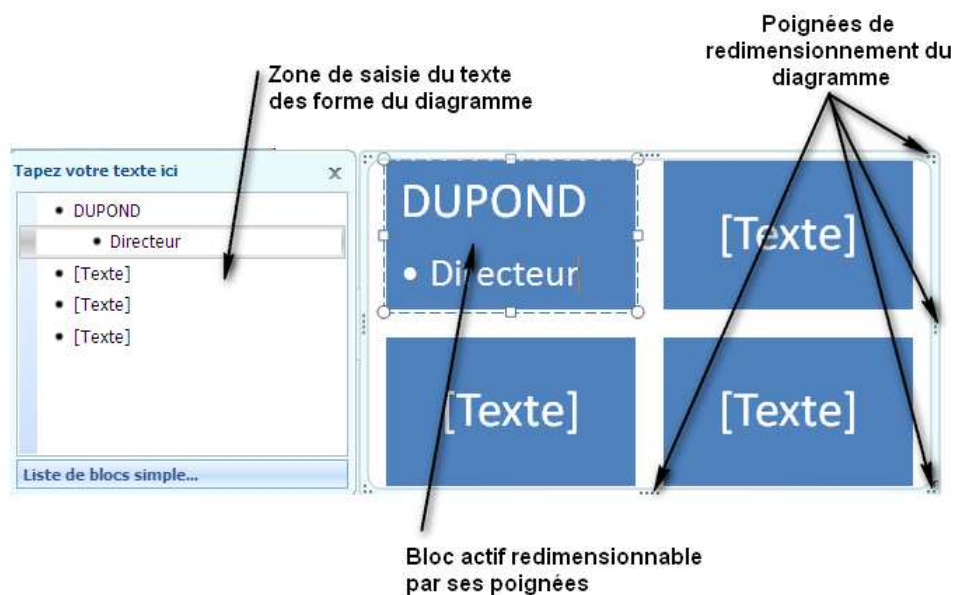 Poignées de
redimensionnement du
diagramme
Zone de saisie du texte
des forme du diagramme
Tapez votre texte ici
x
• DUPOND
• Directeur
• [Texte]
• [Texte]
• [Texte]
Liste de blocs simple...
DUPOND
• Directeur
[Texte]
[Texte]
[Texte]
Bloc actif redimensionnable
par ses poignées